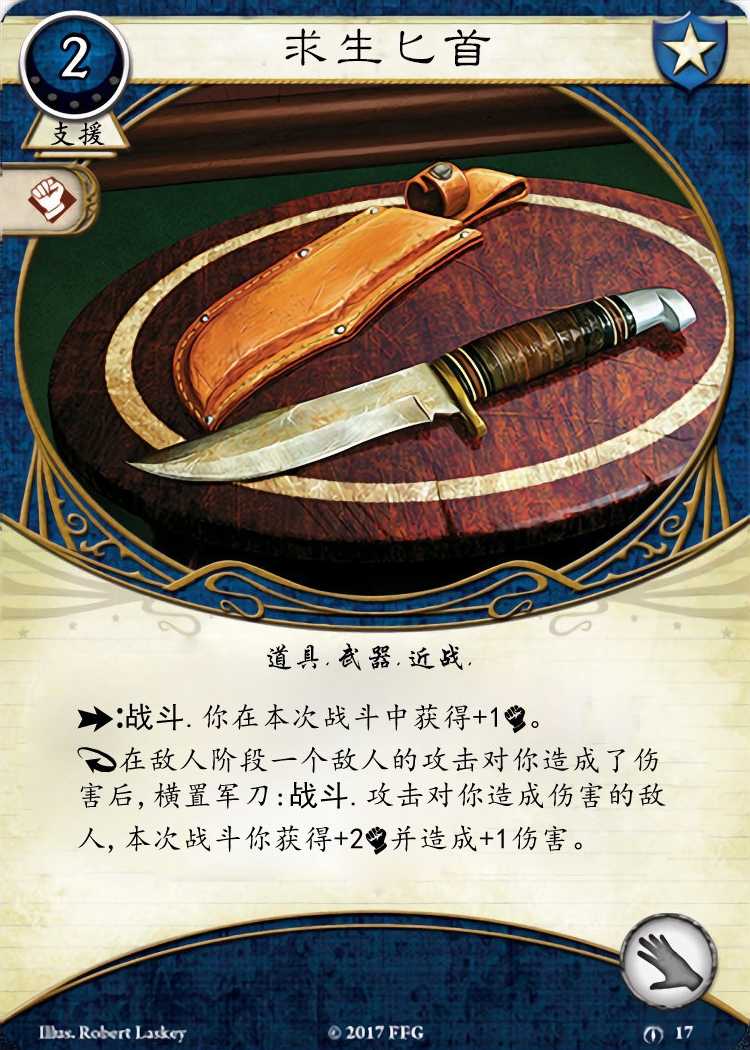 2
求生匕首
支援
道具.武器.近战.
:战斗.你在本次战斗中获得+1。
在敌人阶段一个敌人的攻击对你造成了伤
害后,横置军刀:战斗.攻击对你造成伤害的敌
人,本次战斗你获得+2并造成+1伤害。
Illus. Robert Laskey
© 2017 FFG
17